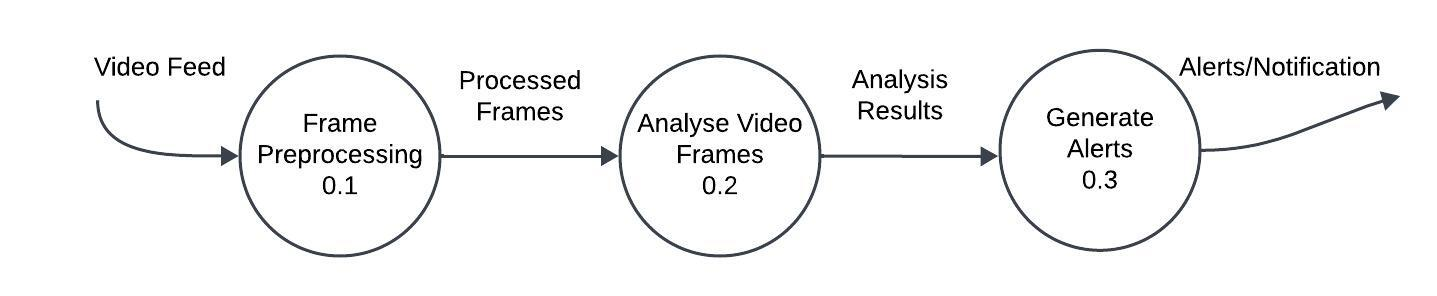 Video Feed
Frame
Preprocessing
0.1
Processed
Frames
Analyse Video
Frames
0.2
Analysis
Results
Generate
Alerts
0.3
Alerts/Notification